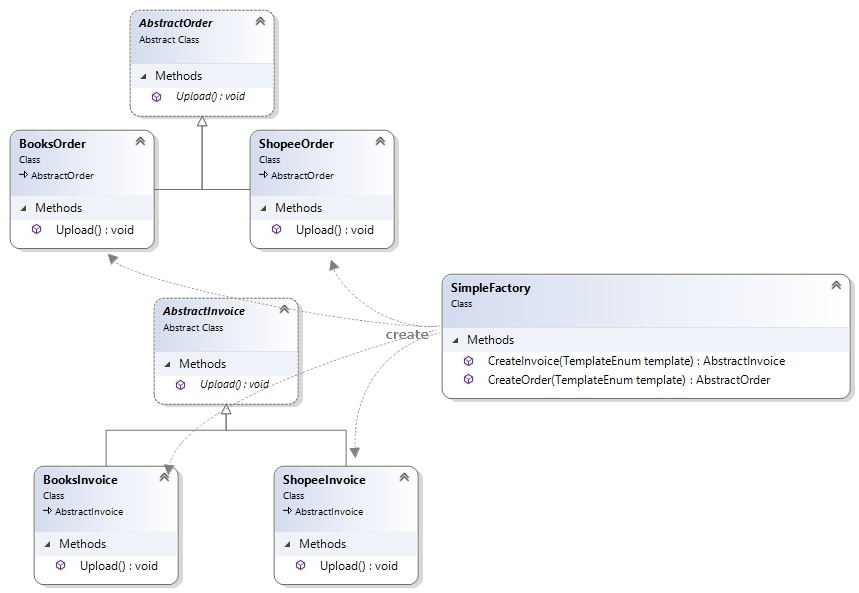 AbstractOrder
Abstract Class
Methods
Upload() : void
BooksOrder
Class
AbstractOrder
Methods
Upload() : void
ShopeeOrder
Class
AbstractOrder
Methods
Upload() : void
AbstractInvoice
Abstract Class
Methods
Upload() : void
create
SimpleFactory
Class
Methods
CreateInvoice(TemplateEnum template) : AbstractInvoice
CreateOrder(TemplateEnum template) : AbstractOrder
BooksInvoice
Class
AbstractInvoice
Methods
Upload() : void
ShopeeInvoice
Class
AbstractInvoice
Methods
Upload() : void